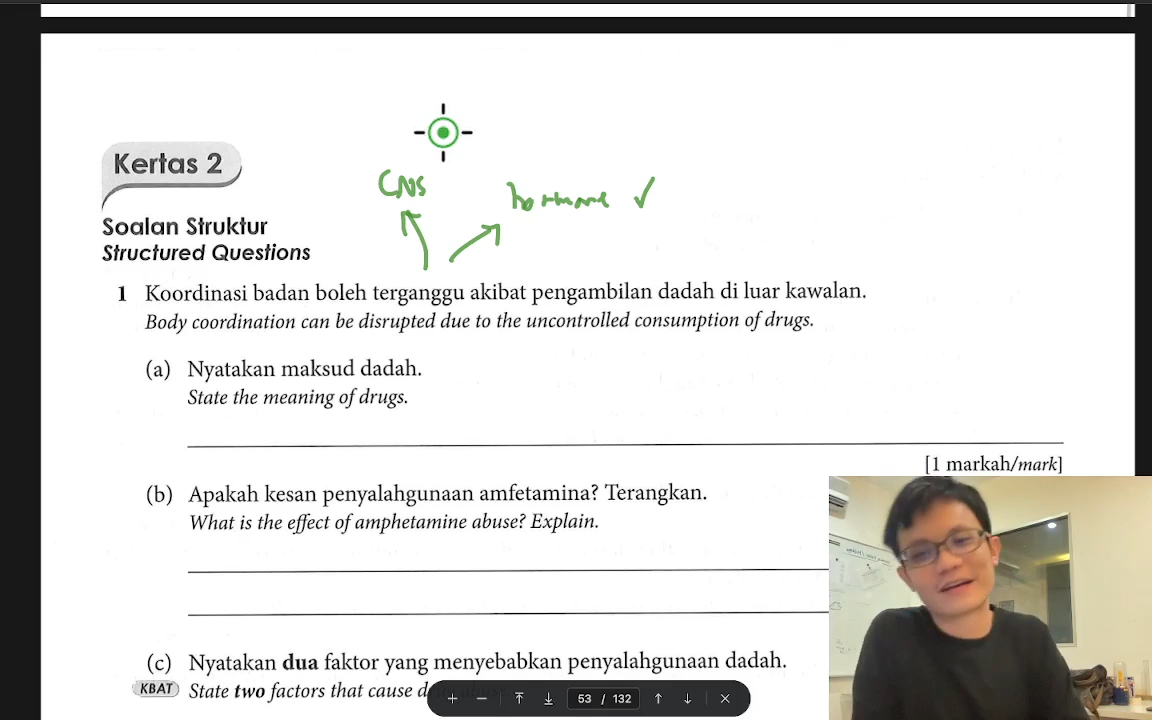 Kertas 2
CNS
hormone ✓
Soalan Struktur
Structured Questions
1 Koordinasi badan boleh terganggu akibat pengambilan dadah di luar kawalan.
Body coordination can be disrupted due to the uncontrolled consumption of drugs.
(a) Nyatakan maksud dadah.
State the meaning of drugs.
[1 markah/mark]
(b) Apakah kesan penyalahgunaan amfetamina? Terangkan.
What is the effect of amphetamine abuse? Explain.
(c) Nyatakan dua faktor yang menyebabkan penyalahgunaan dadah.
KBAT State two factors that cause
53 / 132